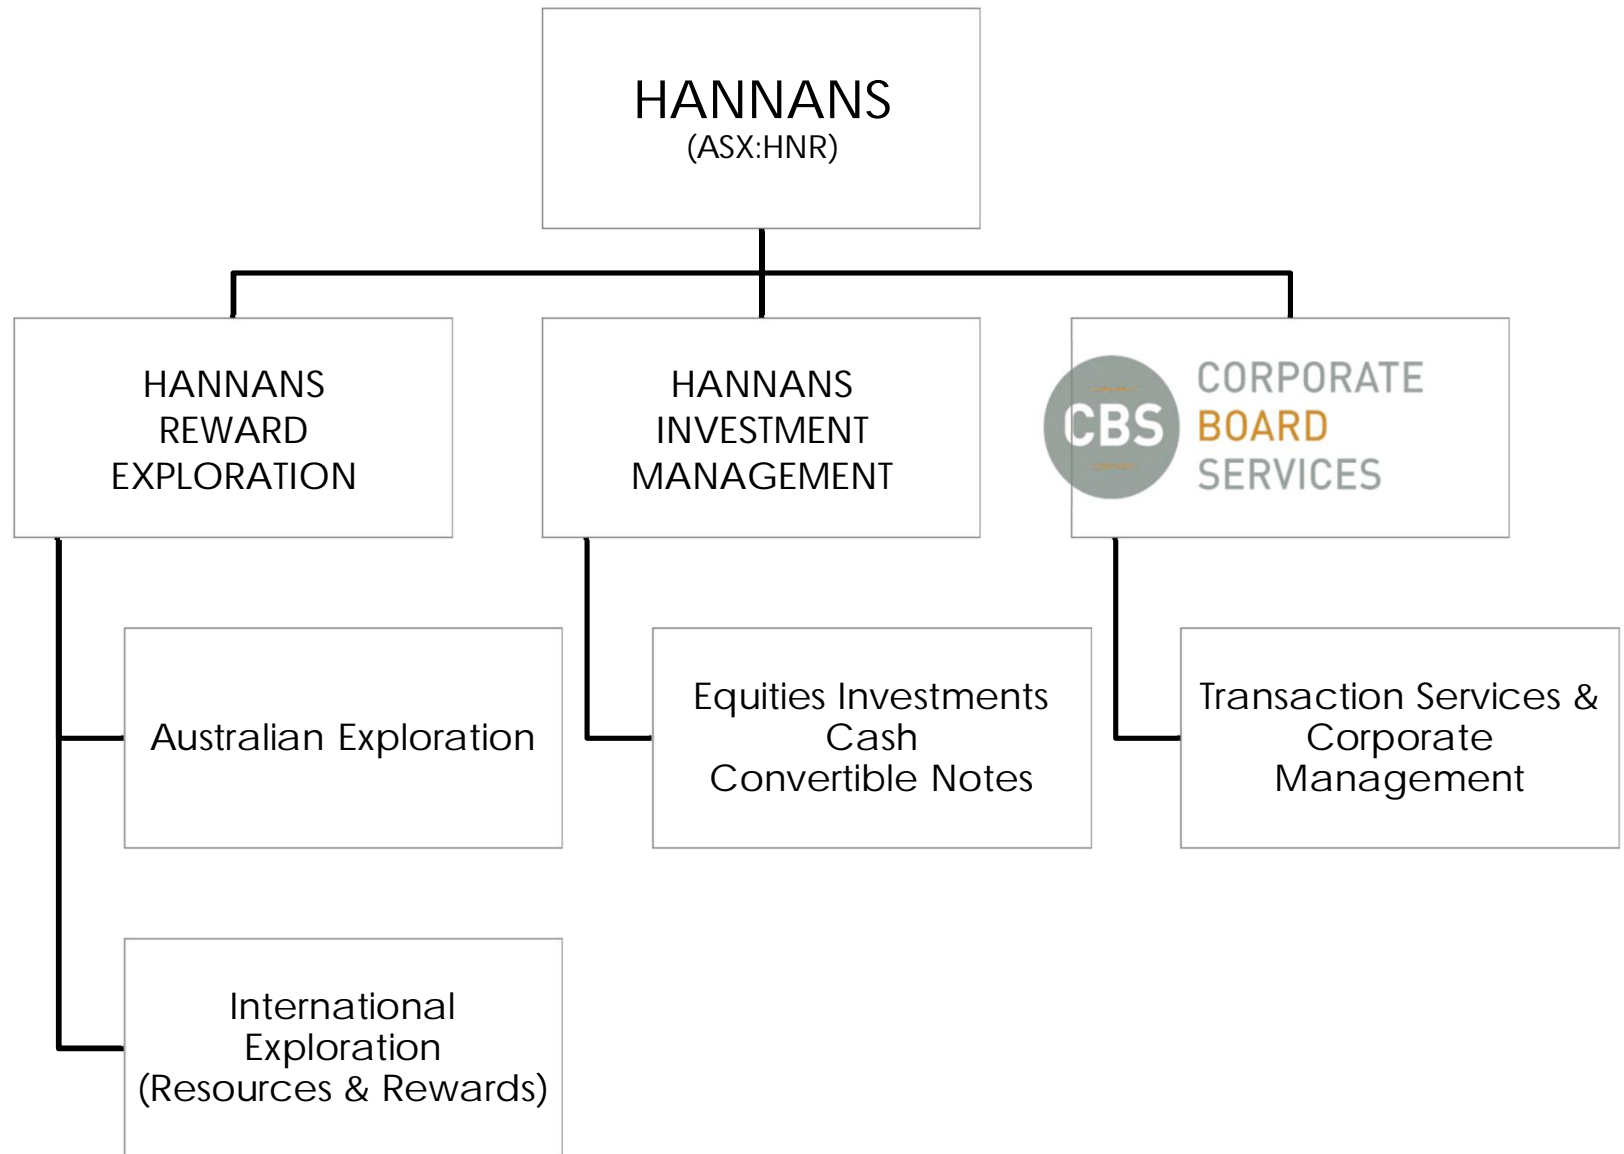 HANNANS
(ASX:HNR)
HANNANS
REWARD
EXPLORATION
HANNANS
INVESTMENT
MANAGEMENT
CBS
CORPORATE
BOARD
SERVICES
Australian Exploration
Equities Investments
Cash
Convertible Notes
Transaction Services &
Corporate
Management
International
Exploration
(Resources & Rewards)